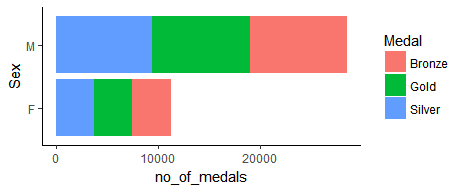 Sex
M
F
0 10000 20000
no_of_medals
Medal
Bronze
Gold
Silver